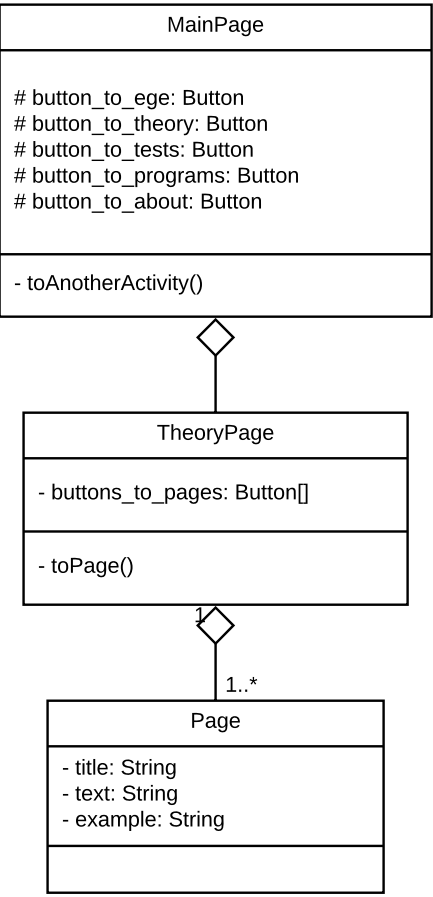 MainPage
# button_to_ege: Button
# button_to_theory: Button
# button_to_tests: Button
# button_to_programs: Button
# button_to_about: Button
- toAnotherActivity()
TheoryPage
- buttons_to_pages: Button[]
- toPage()
1
1..*
Page
- title: String
- text: String
- example: String